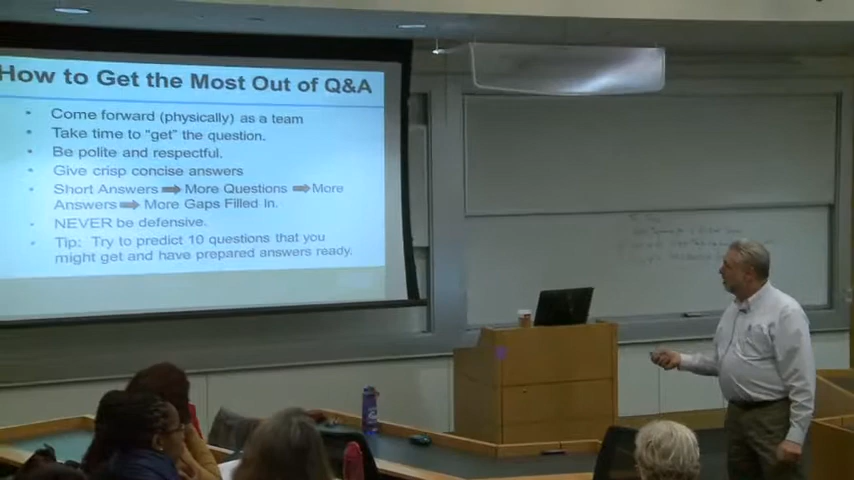 How to Get the Most Out of Q&A
• Come forward (physically) as a team
• Take time to "get" the question.
• Be polite and respectful.
• Give crisp concise answers
• Short Answers ➡ More Questions ➡ More
Answers ➡ More Gaps Filled In.
• NEVER be defensive.
• Tip: Try to predict 10 questions that you
might get and have prepared answers ready.